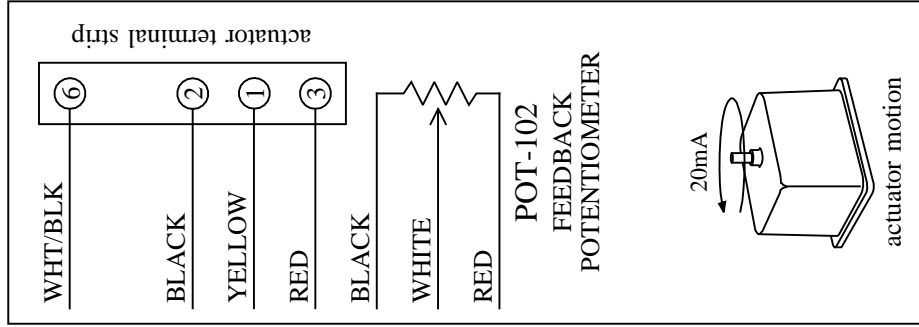 actuator terminal strip
WHT/BLK 6
BLACK 2
YELLOW 1
RED 3
BLACK
WHITE
RED
POT-102
FEEDBACK
POTENTIOMETER
20mA
actuator motion